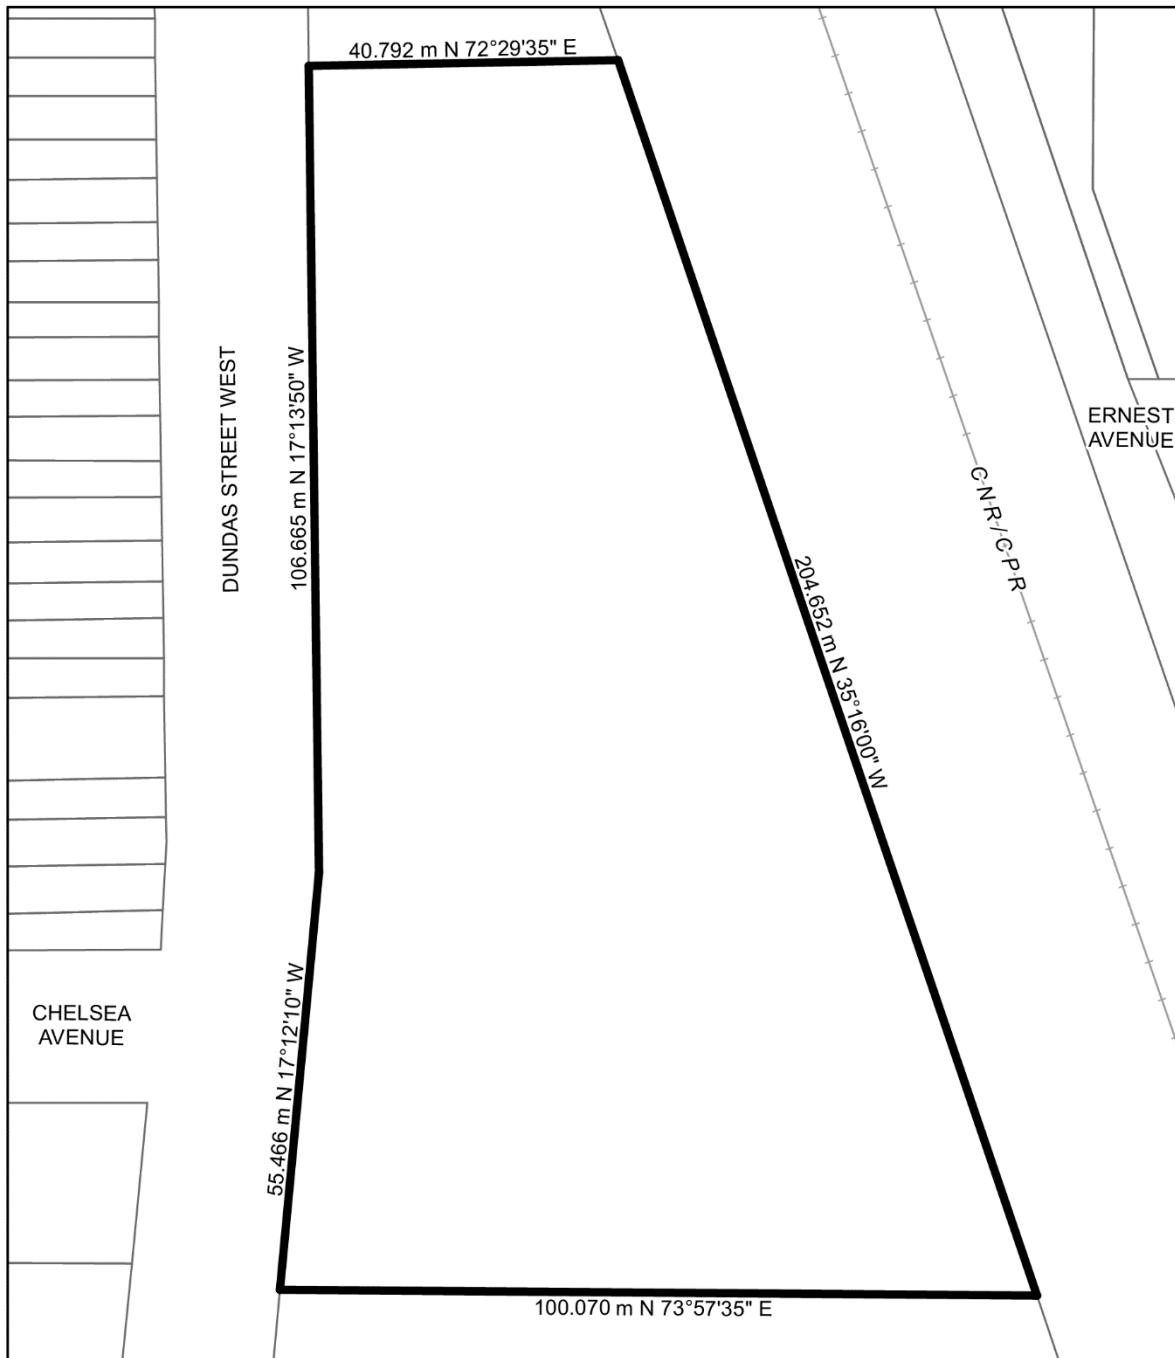 40.792 m N 72°29'35" E
DUNDAS STREET WEST
106.665 m N 17°13'50" W
204.652 m N 35°16'00" W
C N R / C P R
ERNEST
AVENUE
CHELSEA
AVENUE
55.466 m N 17°12'10" W
100.070 m N 73°57'35" E